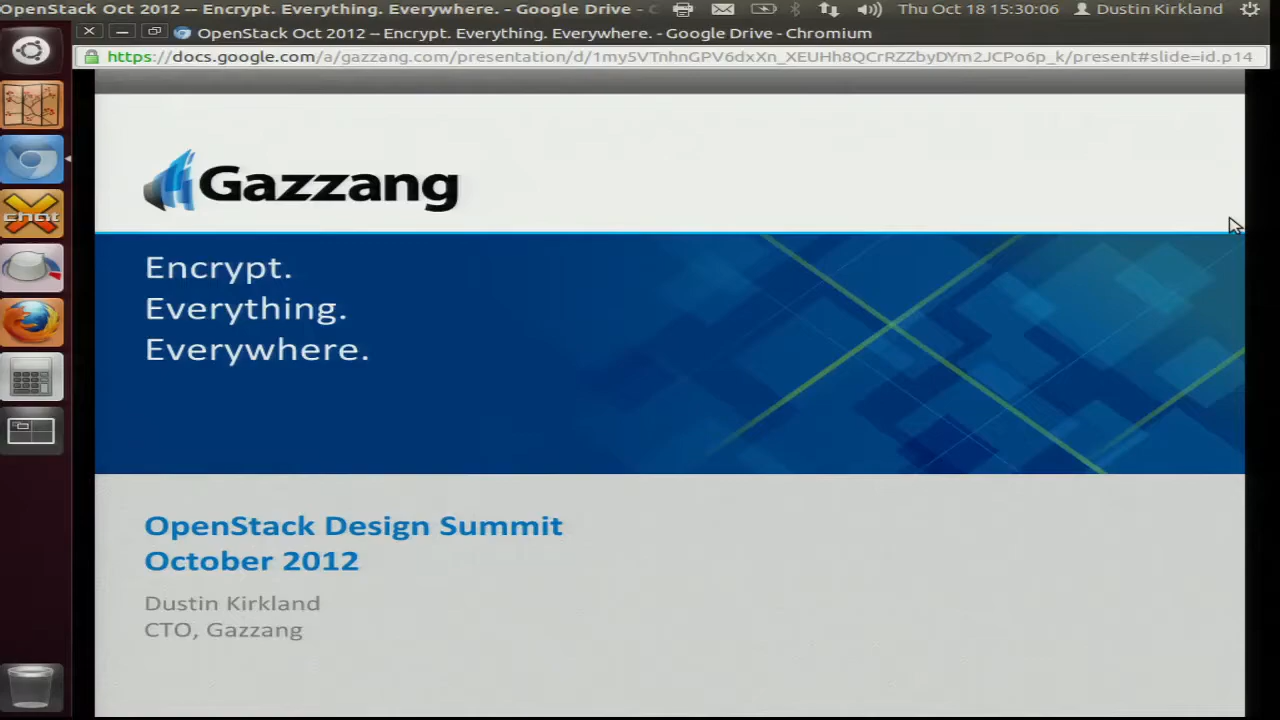 OpenStack Oct 2012 -- Encrypt. Everything. Everywhere. - Google Drive -
Thu Oct 18 15:30:06
Dustin Kirkland
OpenStack Oct 2012 -- Encrypt. Everything. Everywhere. - Google Drive - Chromium
https://docs.google.com/a/gazzang.com/presentation/d/1my5VTnhnGPV6dxXn_XEUHh8QCrRZZbyDYm2JCPo6p_k/present#slide=id.p14
chat
Gazzang
Encrypt.
Everything.
Everywhere.
OpenStack Design Summit
October 2012
Dustin Kirkland
CTO, Gazzang